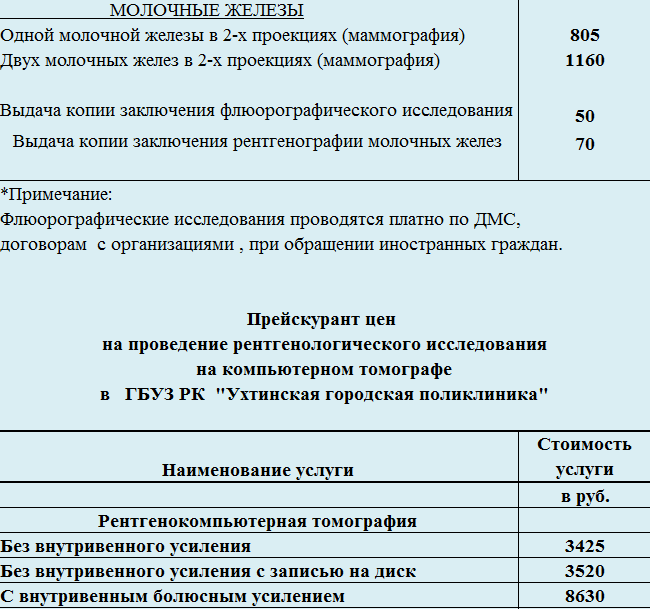 МОЛОЧНЫЕ ЖЕЛЕЗЫ
Одной молочной железы в 2-х проекциях (маммография) 805
Двух молочных желез в 2-х проекциях (маммография) 1160
Выдача копии заключения флюорографического исследования 50
Выдача копии заключения рентгенографии молочных желез 70
*Примечание:
Флюорографические исследования проводятся платно по ДМС,
договорам с организациями , при обращении иностранных граждан.
Прейскурант цен
на проведение рентгенологического исследования
на компьютерном томографе
в ГБУЗ РК "Ухтинская городская поликлиника"
Наименование услуги Стоимость услуги
в руб.
Рентгенокомпьютерная томография
Без внутривенного усиления 3425
Без внутривенного усиления с записью на диск 3520
С внутривенным болюсным усилением 8630